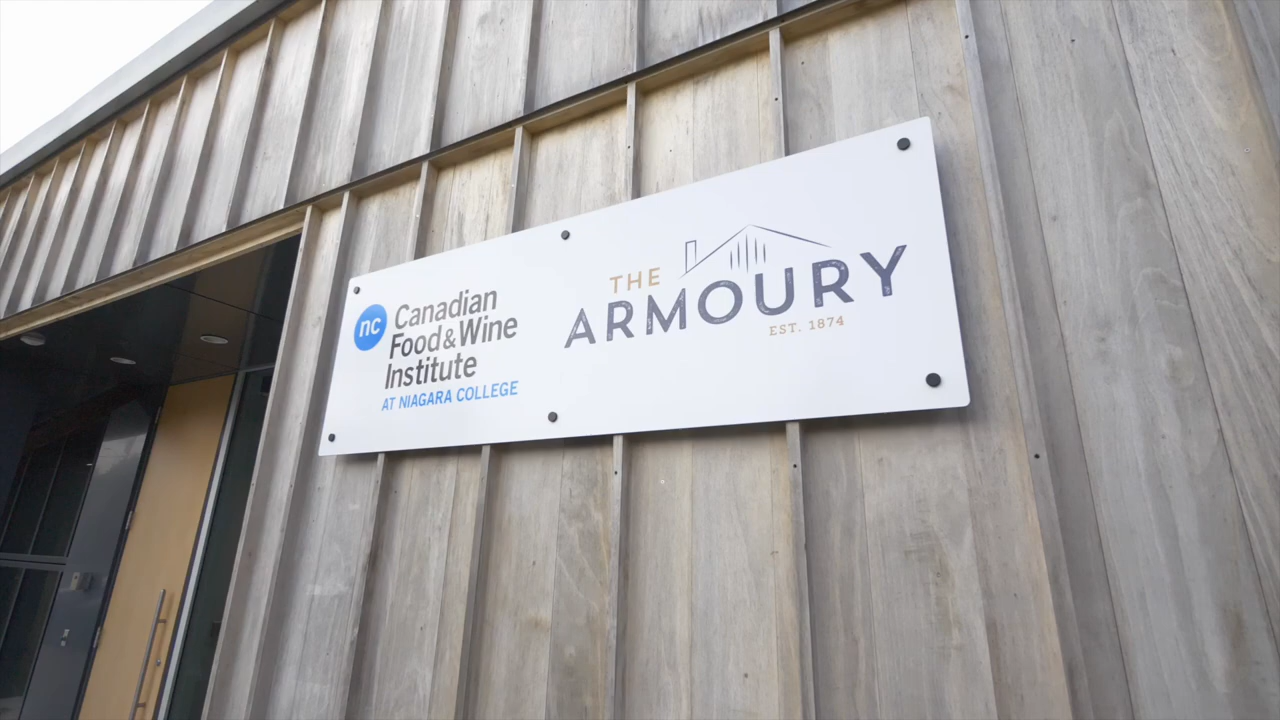 nc
Canadian
Food & Wine
Institute
AT NIAGARA COLLEGE
THE
ARMOURY
EST. 1874